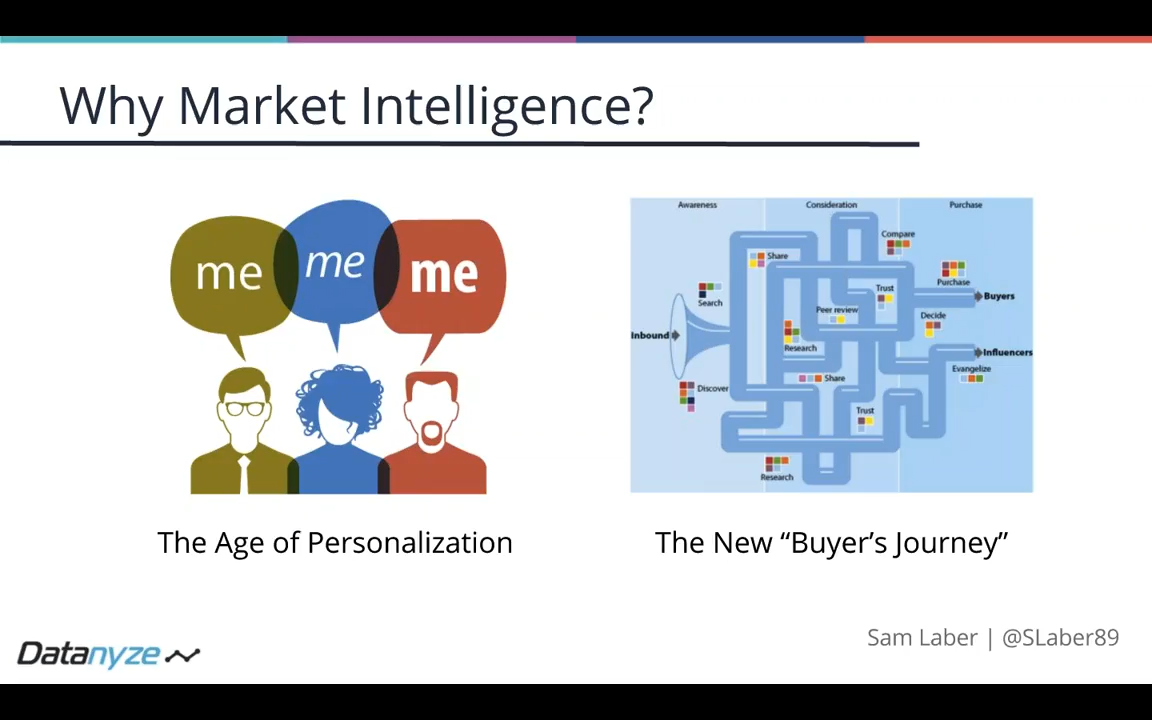 Why Market Intelligence?
me
me
me
Awareness
Consideration
Purchase
Compare
Share
Search
Trust
Purchase
Buyers
Peer review
Decide
Inbound
Research
Influencers
Evangelize
Share
Discover
Trust
Research
The Age of Personalization
The New “Buyer’s Journey”
Sam Laber | @SLaber89
Datanyze